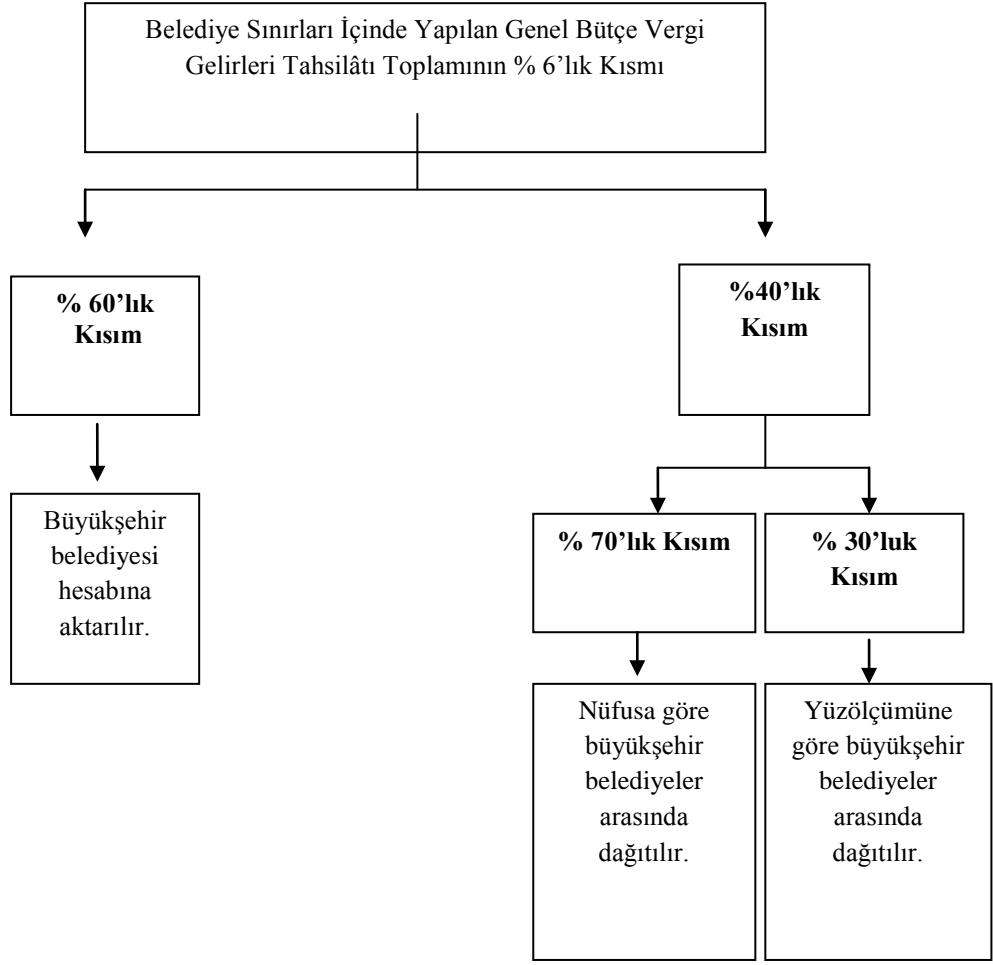 Belediye Sınırları İçinde Yapılan Genel Bütçe Vergi
Gelirleri Tahsilâtı Toplamının % 6’lık Kısmı
% 60’lık
Kısım
%40’lık
Kısım
Büyükşehir
belediyesi
hesabına
aktarılır.
% 70’lık Kısım
% 30’luk
Kısım
Nüfusa göre
büyükşehir
belediyeler
arasında
dağıtılır.
Yüzölçümüne
göre büyükşehir
belediyeler
arasında
dağıtılır.